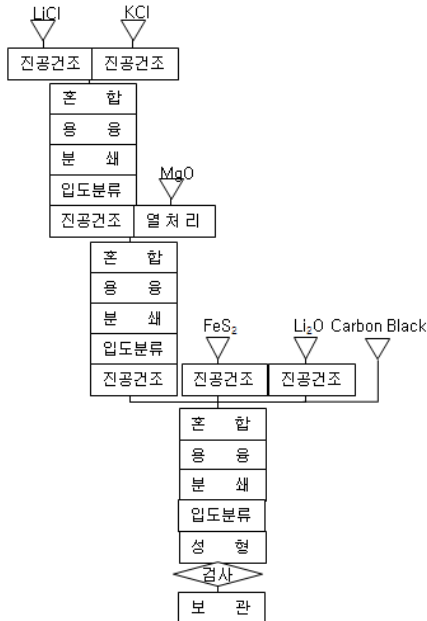 LiCl KCl
진공건조 진공건조
혼 합
용 융
분 쇄
입도분류
MgO
진공건조 열 처 리
혼 합
용 융
분 쇄
입도분류
FeS₂ Li₂O Carbon Black
진공건조 진공건조 진공건조
혼 합
용 융
분 쇄
입도분류
성 형
검사
보 관